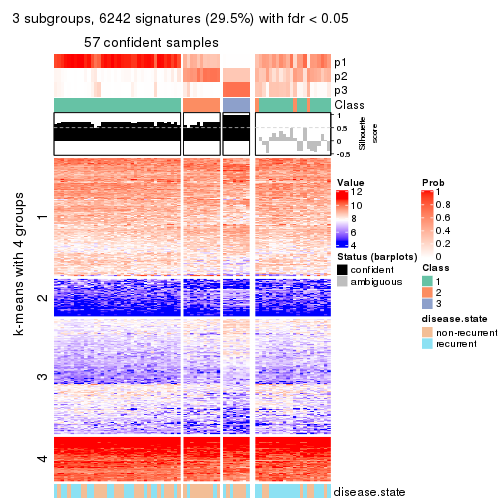 3 subgroups, 6242 signatures (29.5%) with fdr < 0.05
57 confident samples
p1
p2
p3
Class
1
0.5
0
-0.5
Silhouette
score
k-means with 4 groups
1
2
3
4
disease.state
Value
12
10
8
6
4
Status (barplots)
confident
ambiguous
Prob
1
0.8
0.6
0.4
0.2
0
Class
1
2
3
disease.state
non-recurrent
recurrent